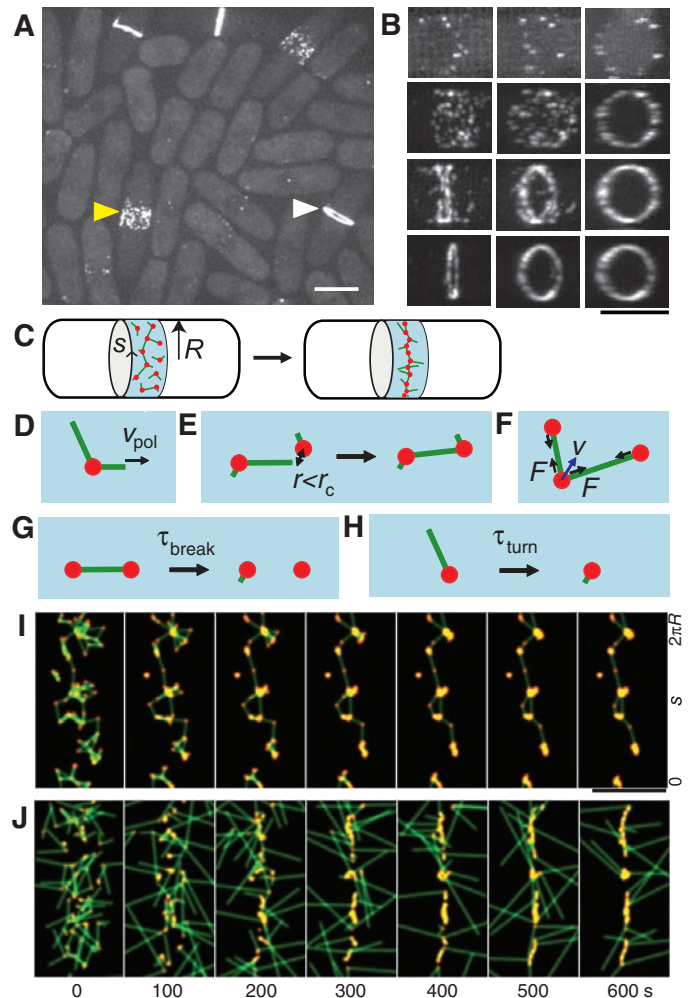 A
B
C
s
R
D
v_pol
E
r<r_c
F
F
v
F
G
τ_break
H
τ_turn
I
2πR
s
0
J
0 100 200 300 400 500 600 s